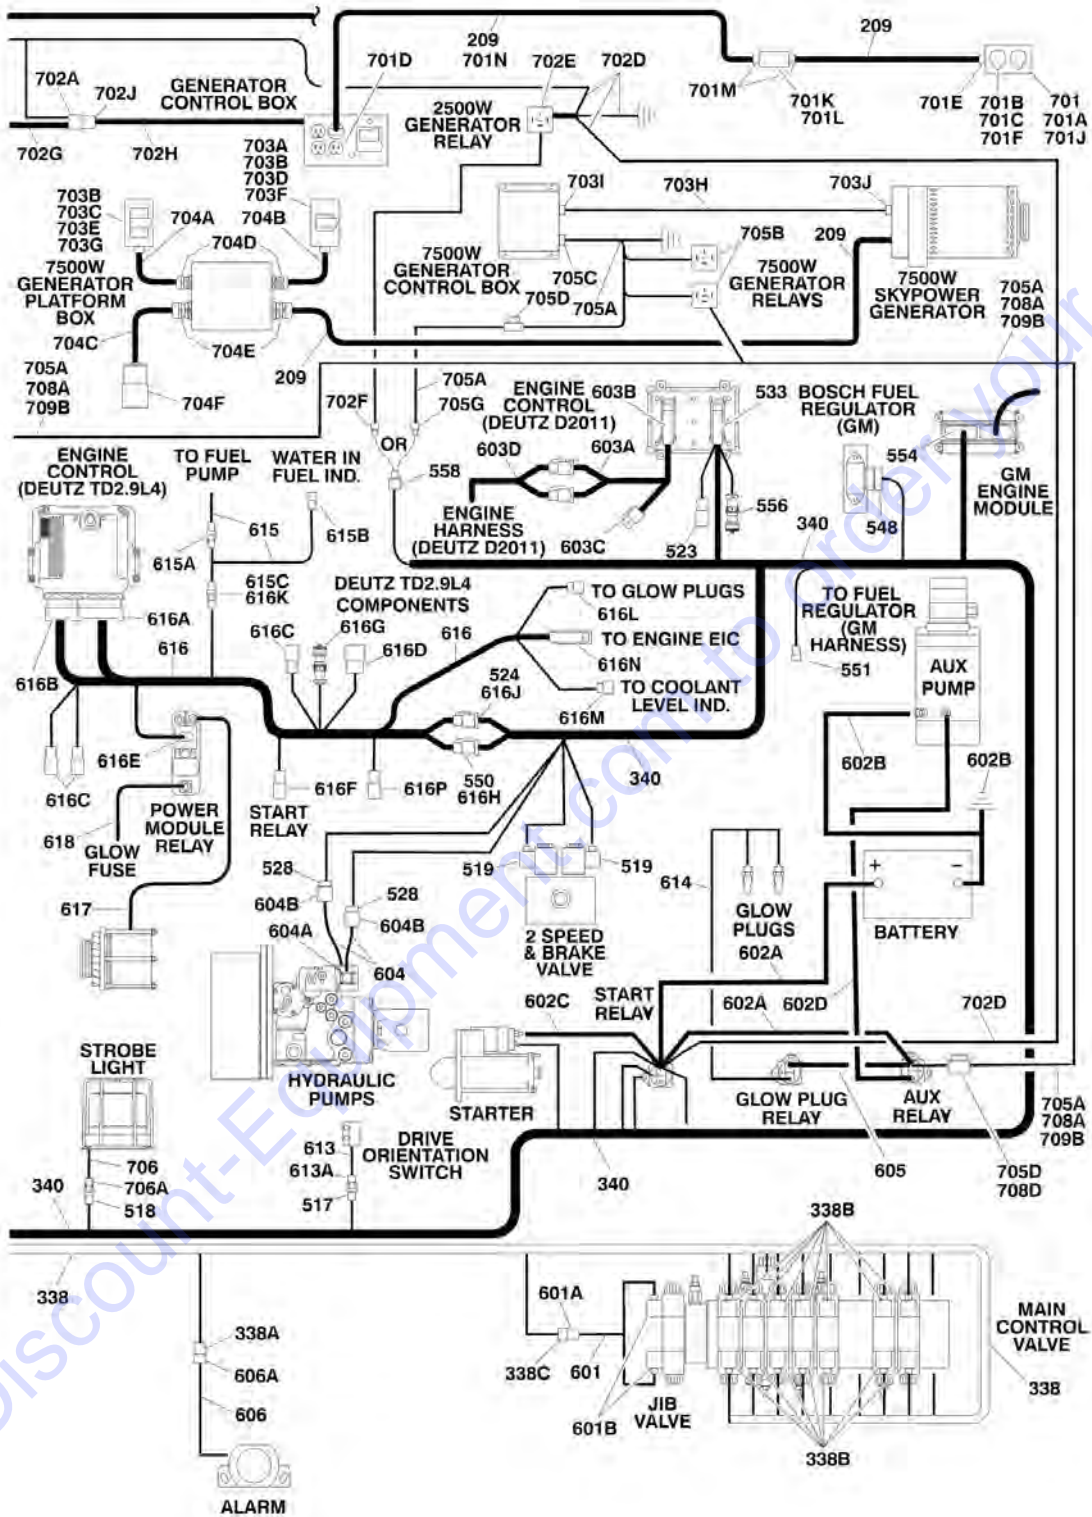 209
701N
209
702A
702J
GENERATOR
CONTROL BOX
701D
702E
702D
2500W
GENERATOR
RELAY
701M
701K
701L
701E
701B
701C
701F
701
701A
701J
702G
702H
703A
703B
703D
703F
703B
703C
703E
703G
704A
704B
704D
703I
703H
703J
7500W
GENERATOR
PLATFORM
BOX
7500W
GENERATOR
CONTROL BOX
705C
705D
705A
705B
7500W
GENERATOR
RELAYS
209
7500W
SKYPOWER
GENERATOR
705A
708A
709B
704C
704E
209
705A
708A
709B
704F
702F
705A
705G
OR
558
ENGINE
CONTROL
(DEUTZ D2011)
603B
533
603D
603A
BOSCH FUEL
REGULATOR
(GM)
554
GM
ENGINE
MODULE
ENGINE
CONTROL
(DEUTZ TD2.9L4)
TO FUEL
PUMP
WATER IN
FUEL IND.
615
615B
615A
ENGINE
HARNESS
(DEUTZ D2011)
603C
523
556
340
548
615C
616K
DEUTZ TD2.9L4
COMPONENTS
TO GLOW PLUGS
616L
TO FUEL
REGULATOR
(GM
HARNESS)
551
616A
616
616B
616C
616G
616D
616
TO ENGINE EIC
616N
TO COOLANT
LEVEL IND.
616M
524
616J
AUX
PUMP
616E
616C
616F
616P
550
616H
340
602B
602B
START
RELAY
POWER
MODULE
RELAY
618
GLOW
FUSE
617
528
604B
528
604B
604A
604
519
519
2 SPEED
& BRAKE
VALVE
614
GLOW
PLUGS
+
-
BATTERY
602A
602C
START
RELAY
602A
602D
702D
STROBE
LIGHT
HYDRAULIC
PUMPS
STARTER
GLOW PLUG
RELAY
AUX
RELAY
705A
708A
709B
706
706A
518
340
613
613A
517
DRIVE
ORIENTATION
SWITCH
340
605
705D
708D
338
338B
338A
606A
606
ALARM
601A
338C
601
601B
JIB
VALVE
338B
MAIN
CONTROL
VALVE
338
Discount-Equipment.com to order your